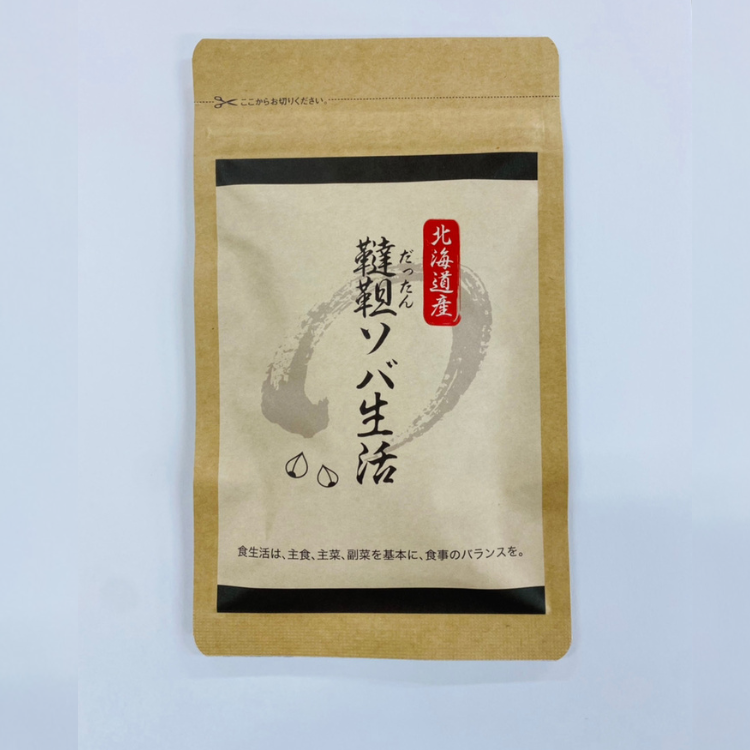 ここからお切りください。
北海道産
だったん
韃靼ソバ生活
食生活は、主食、主菜、副菜を基本に、食事のバランスを。